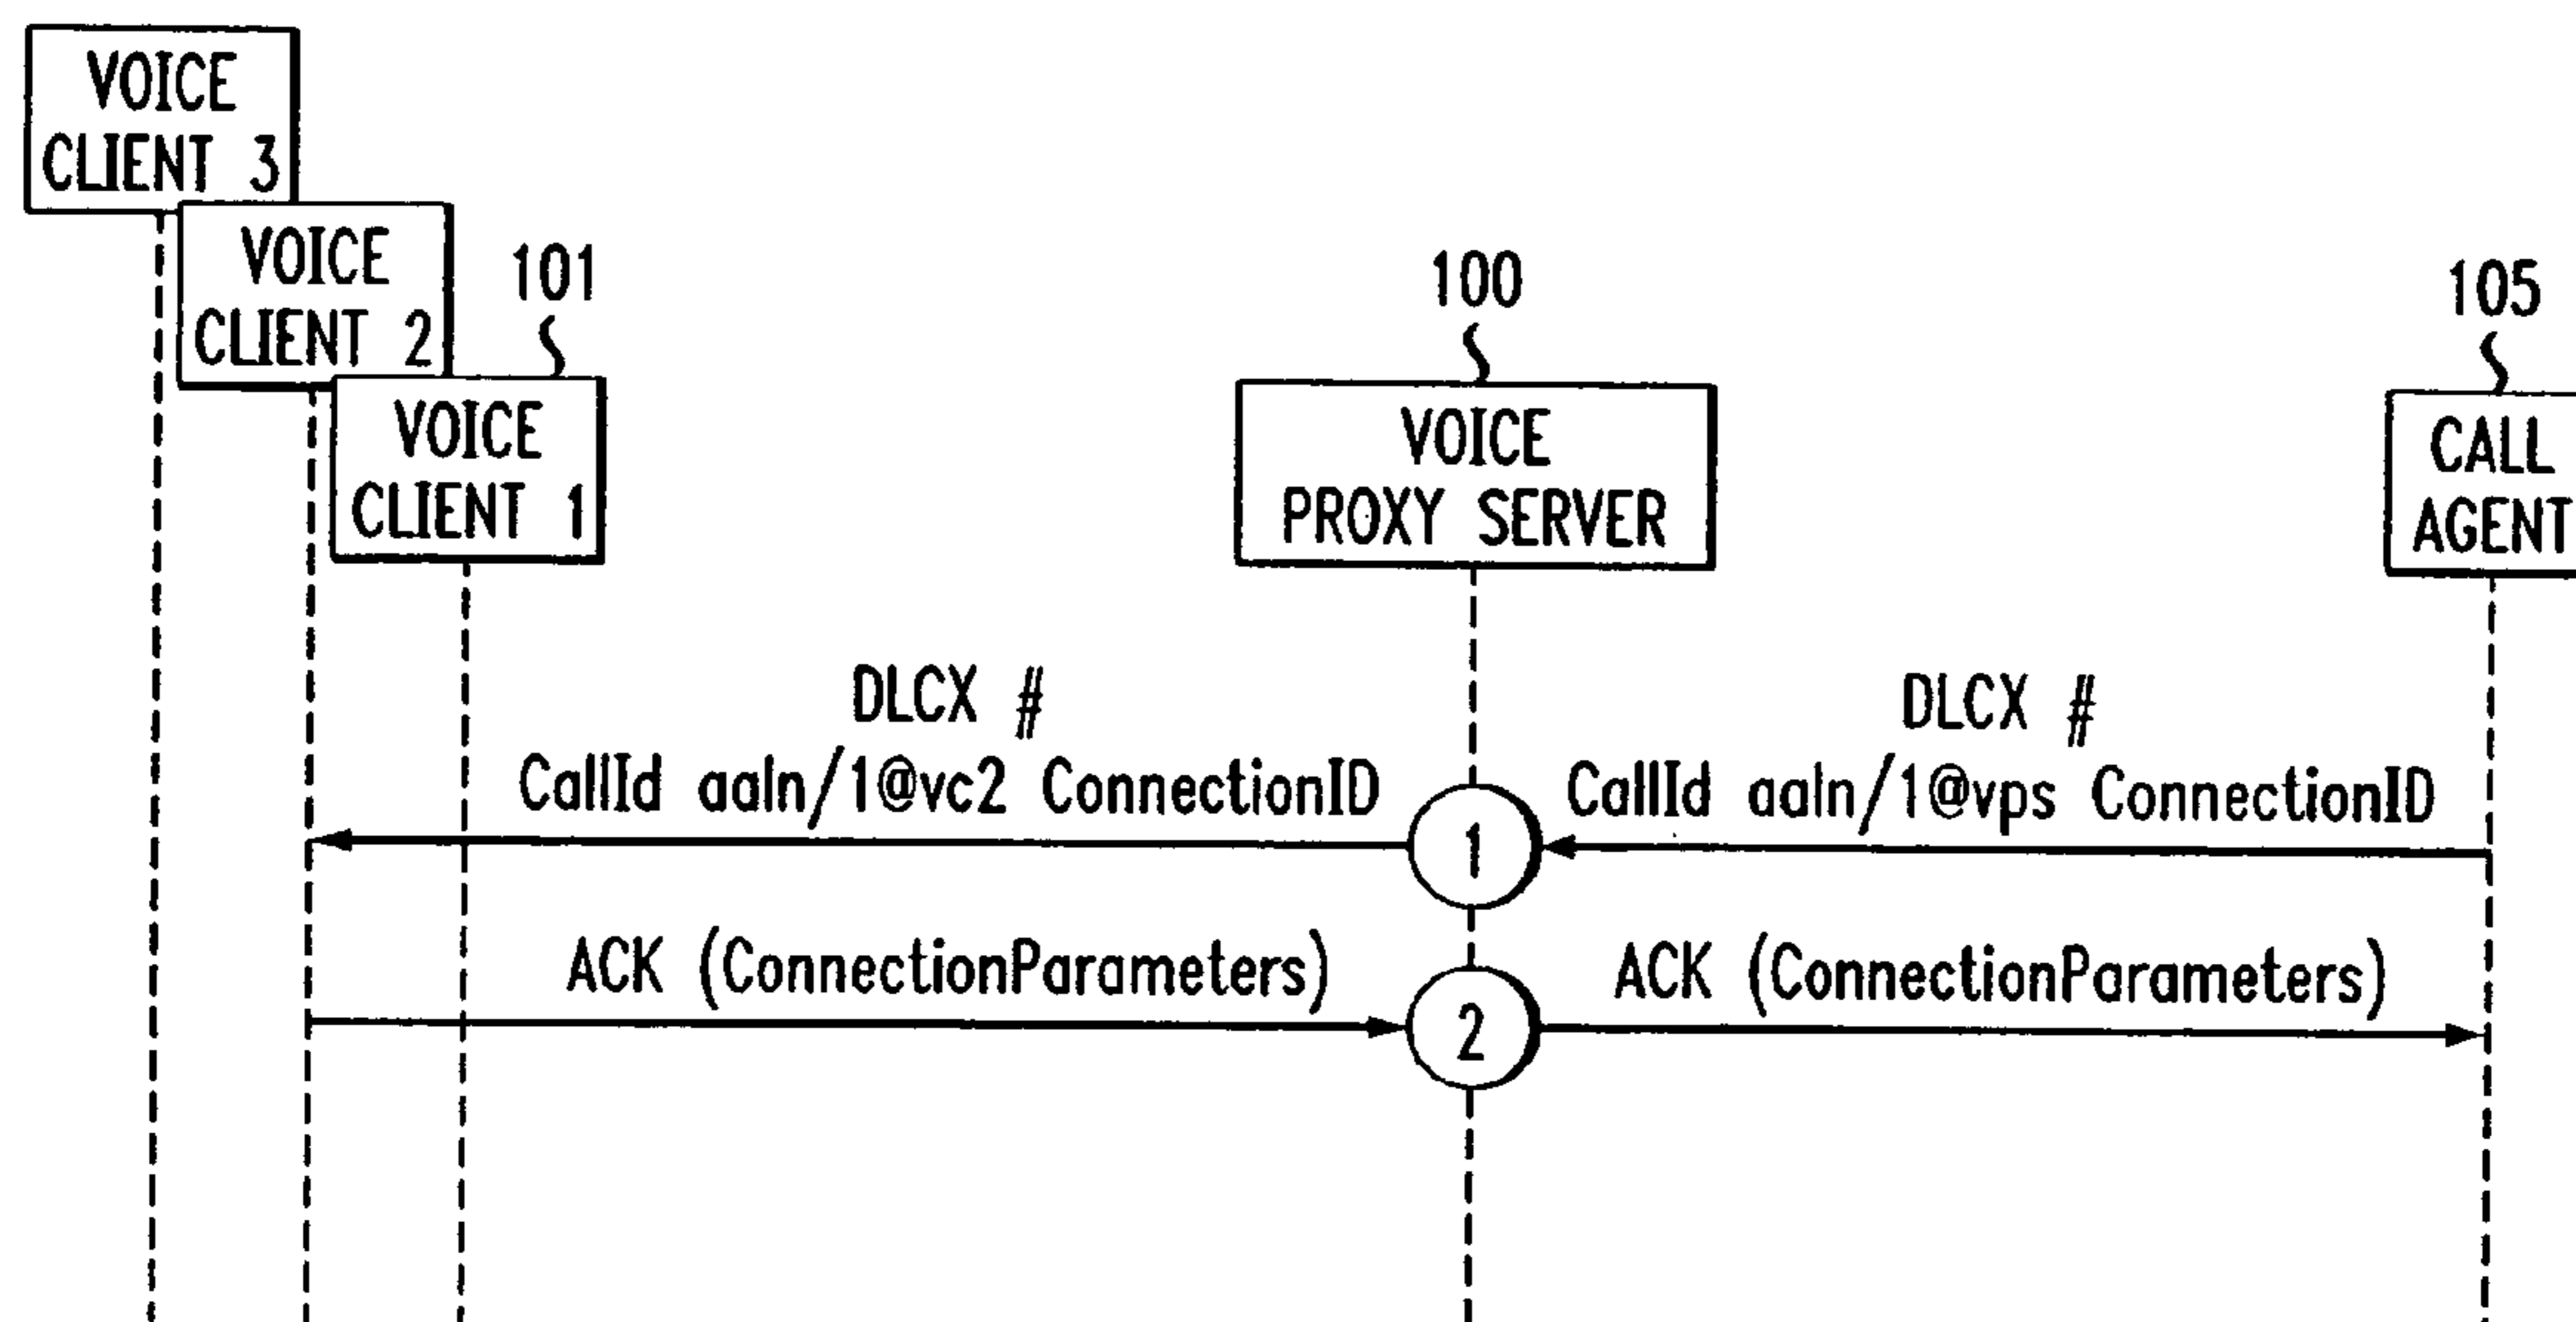 VOICE
CLIENT 3
VOICE
CLIENT 2
101
VOICE
CLIENT 1
100
VOICE
PROXY SERVER
105
CALL
AGENT
DLCX #
CallId aaln/1@vc2 ConnectionID
DLCX #
CallId aaln/1@vps ConnectionID
1
ACK (ConnectionParameters)
ACK (ConnectionParameters)
2